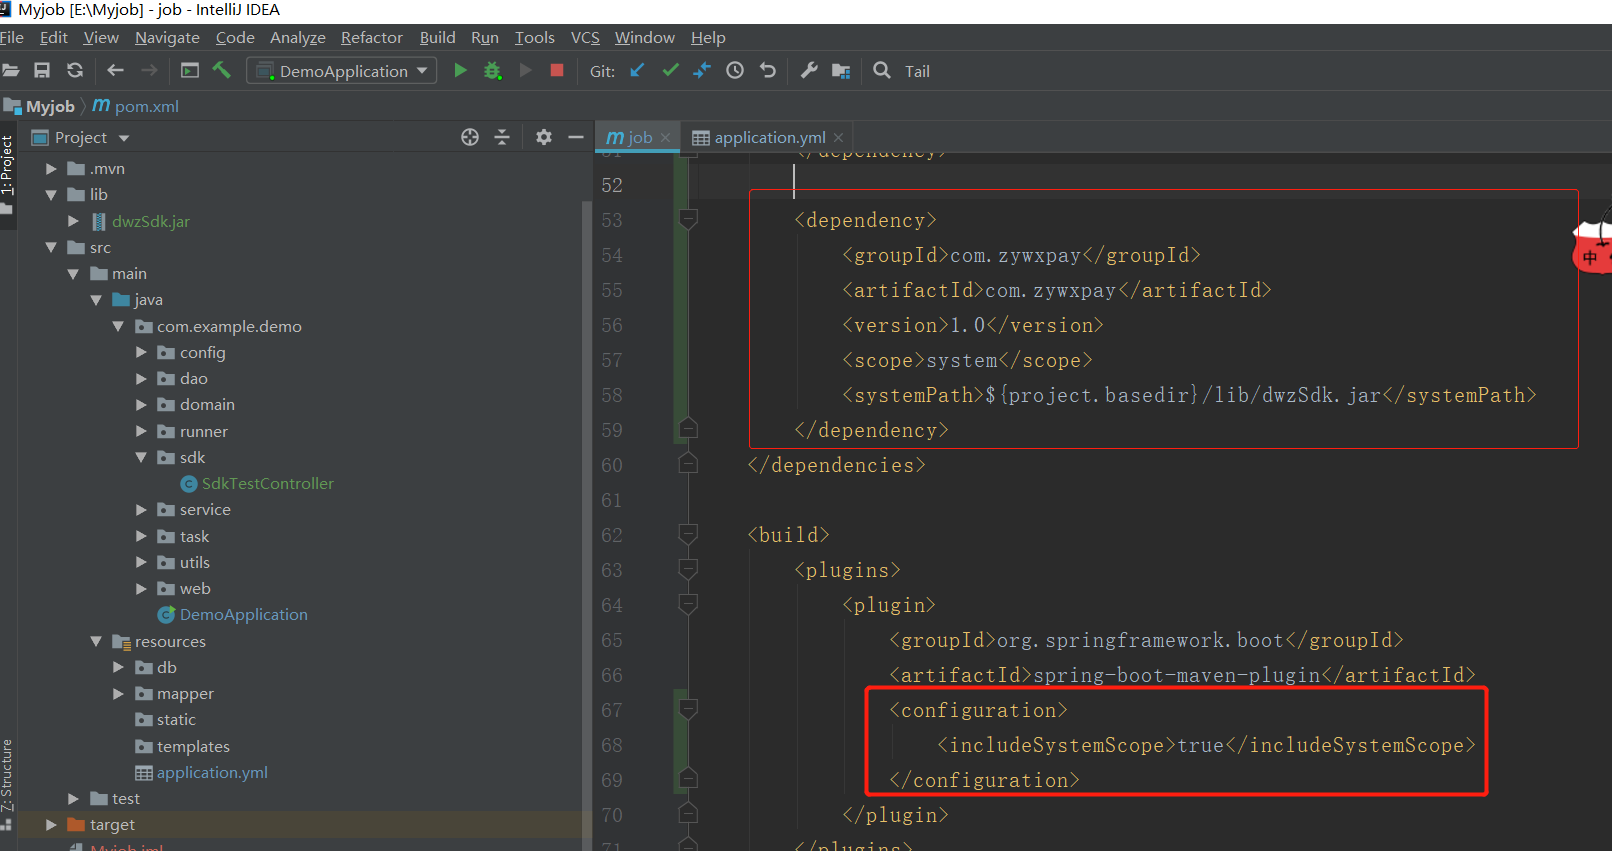 Myjob [E:\Myjob] - job - IntelliJ IDEA
File Edit View Navigate Code Analyze Refactor Build Run Tools VCS Window Help
DemoApplication Git: Tail
Myjob pom.xml
Project job application.yml
1: Project
7: Structure
.mvn
lib
dwzSdk.jar
src
main
java
com.example.demo
config
dao
domain
runner
sdk
SdkTestController
service
task
utils
web
DemoApplication
resources
db
mapper
static
templates
application.yml
test
target
Myjob.iml
51 </dependency>
52
53 <dependency>
54 <groupId>com.zywxpay</groupId>
55 <artifactId>com.zywxpay</artifactId>
56 <version>1.0</version>
57 <scope>system</scope>
58 <systemPath>${project.basedir}/lib/dwzSdk.jar</systemPath>
59 </dependency>
60 </dependencies>
61
62 <build>
63 <plugins>
64 <plugin>
65 <groupId>org.springframework.boot</groupId>
66 <artifactId>spring-boot-maven-plugin</artifactId>
67 <configuration>
68 <includeSystemScope>true</includeSystemScope>
69 </configuration>
70 </plugin>
71 </plugins>
中